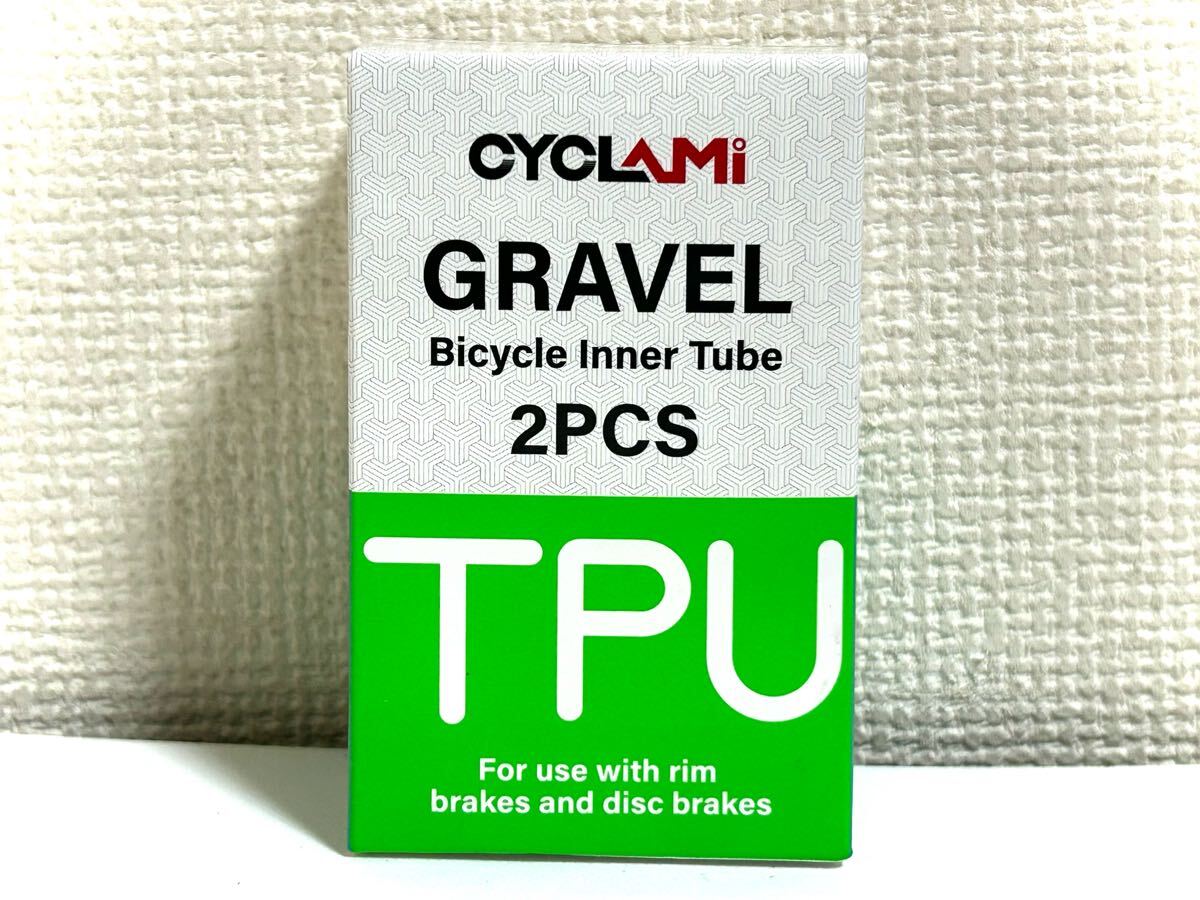 CYCLAMi
GRAVEL
Bicycle Inner Tube
2PCS
TPU
For use with rim
brakes and disc brakes